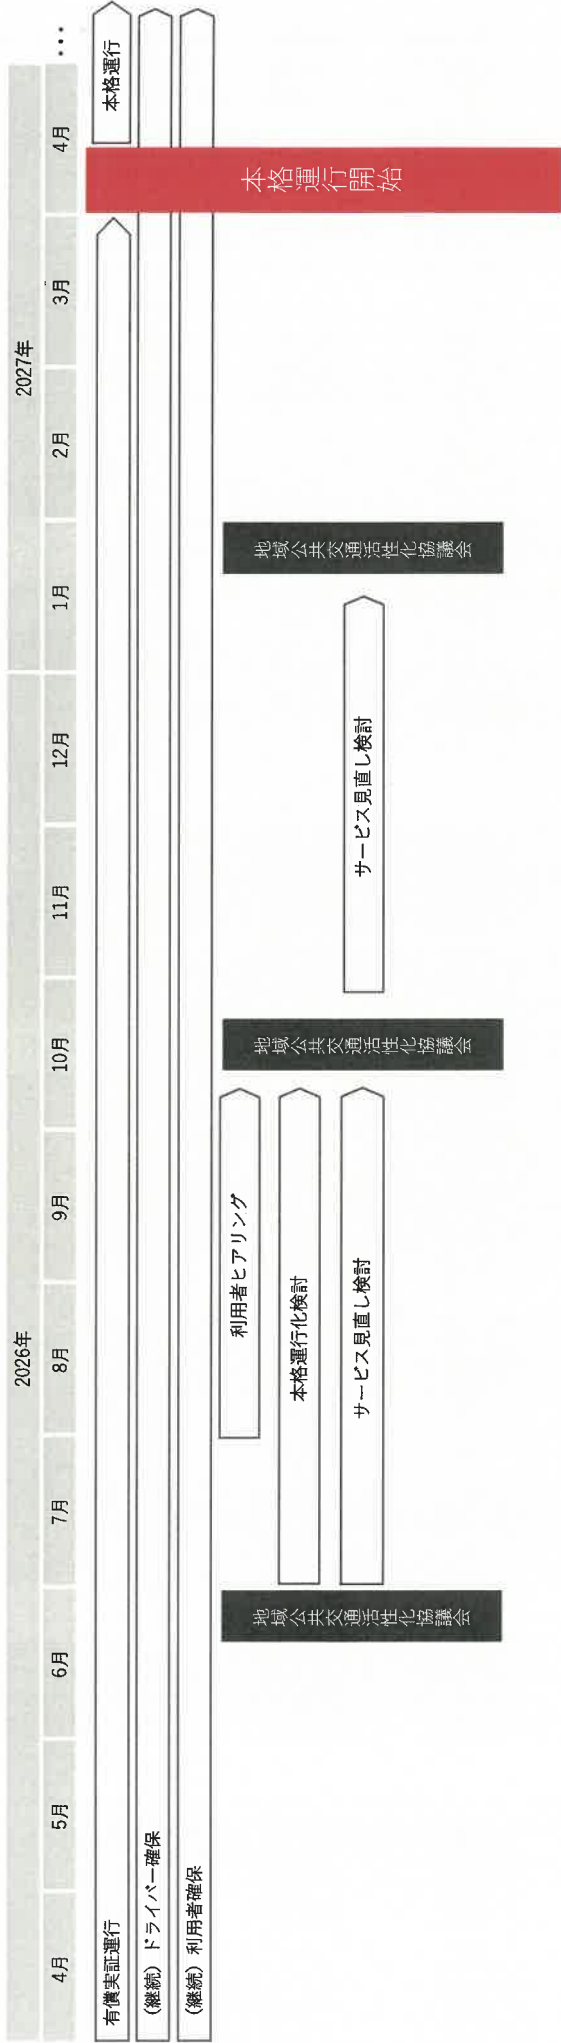 2026年
2027年
4月
5月
6月
7月
8月
9月
10月
11月
12月
1月
2月
3月
4月
・・・
有償実証運行
本格運行
(継続) ドライバー確保
(継続) 利用者確保
地域公共交通活性化協議会
利用者ヒアリング
本格運行化検討
サービス見直し検討
地域公共交通活性化協議会
サービス見直し検討
地域公共交通活性化協議会
本格運行開始